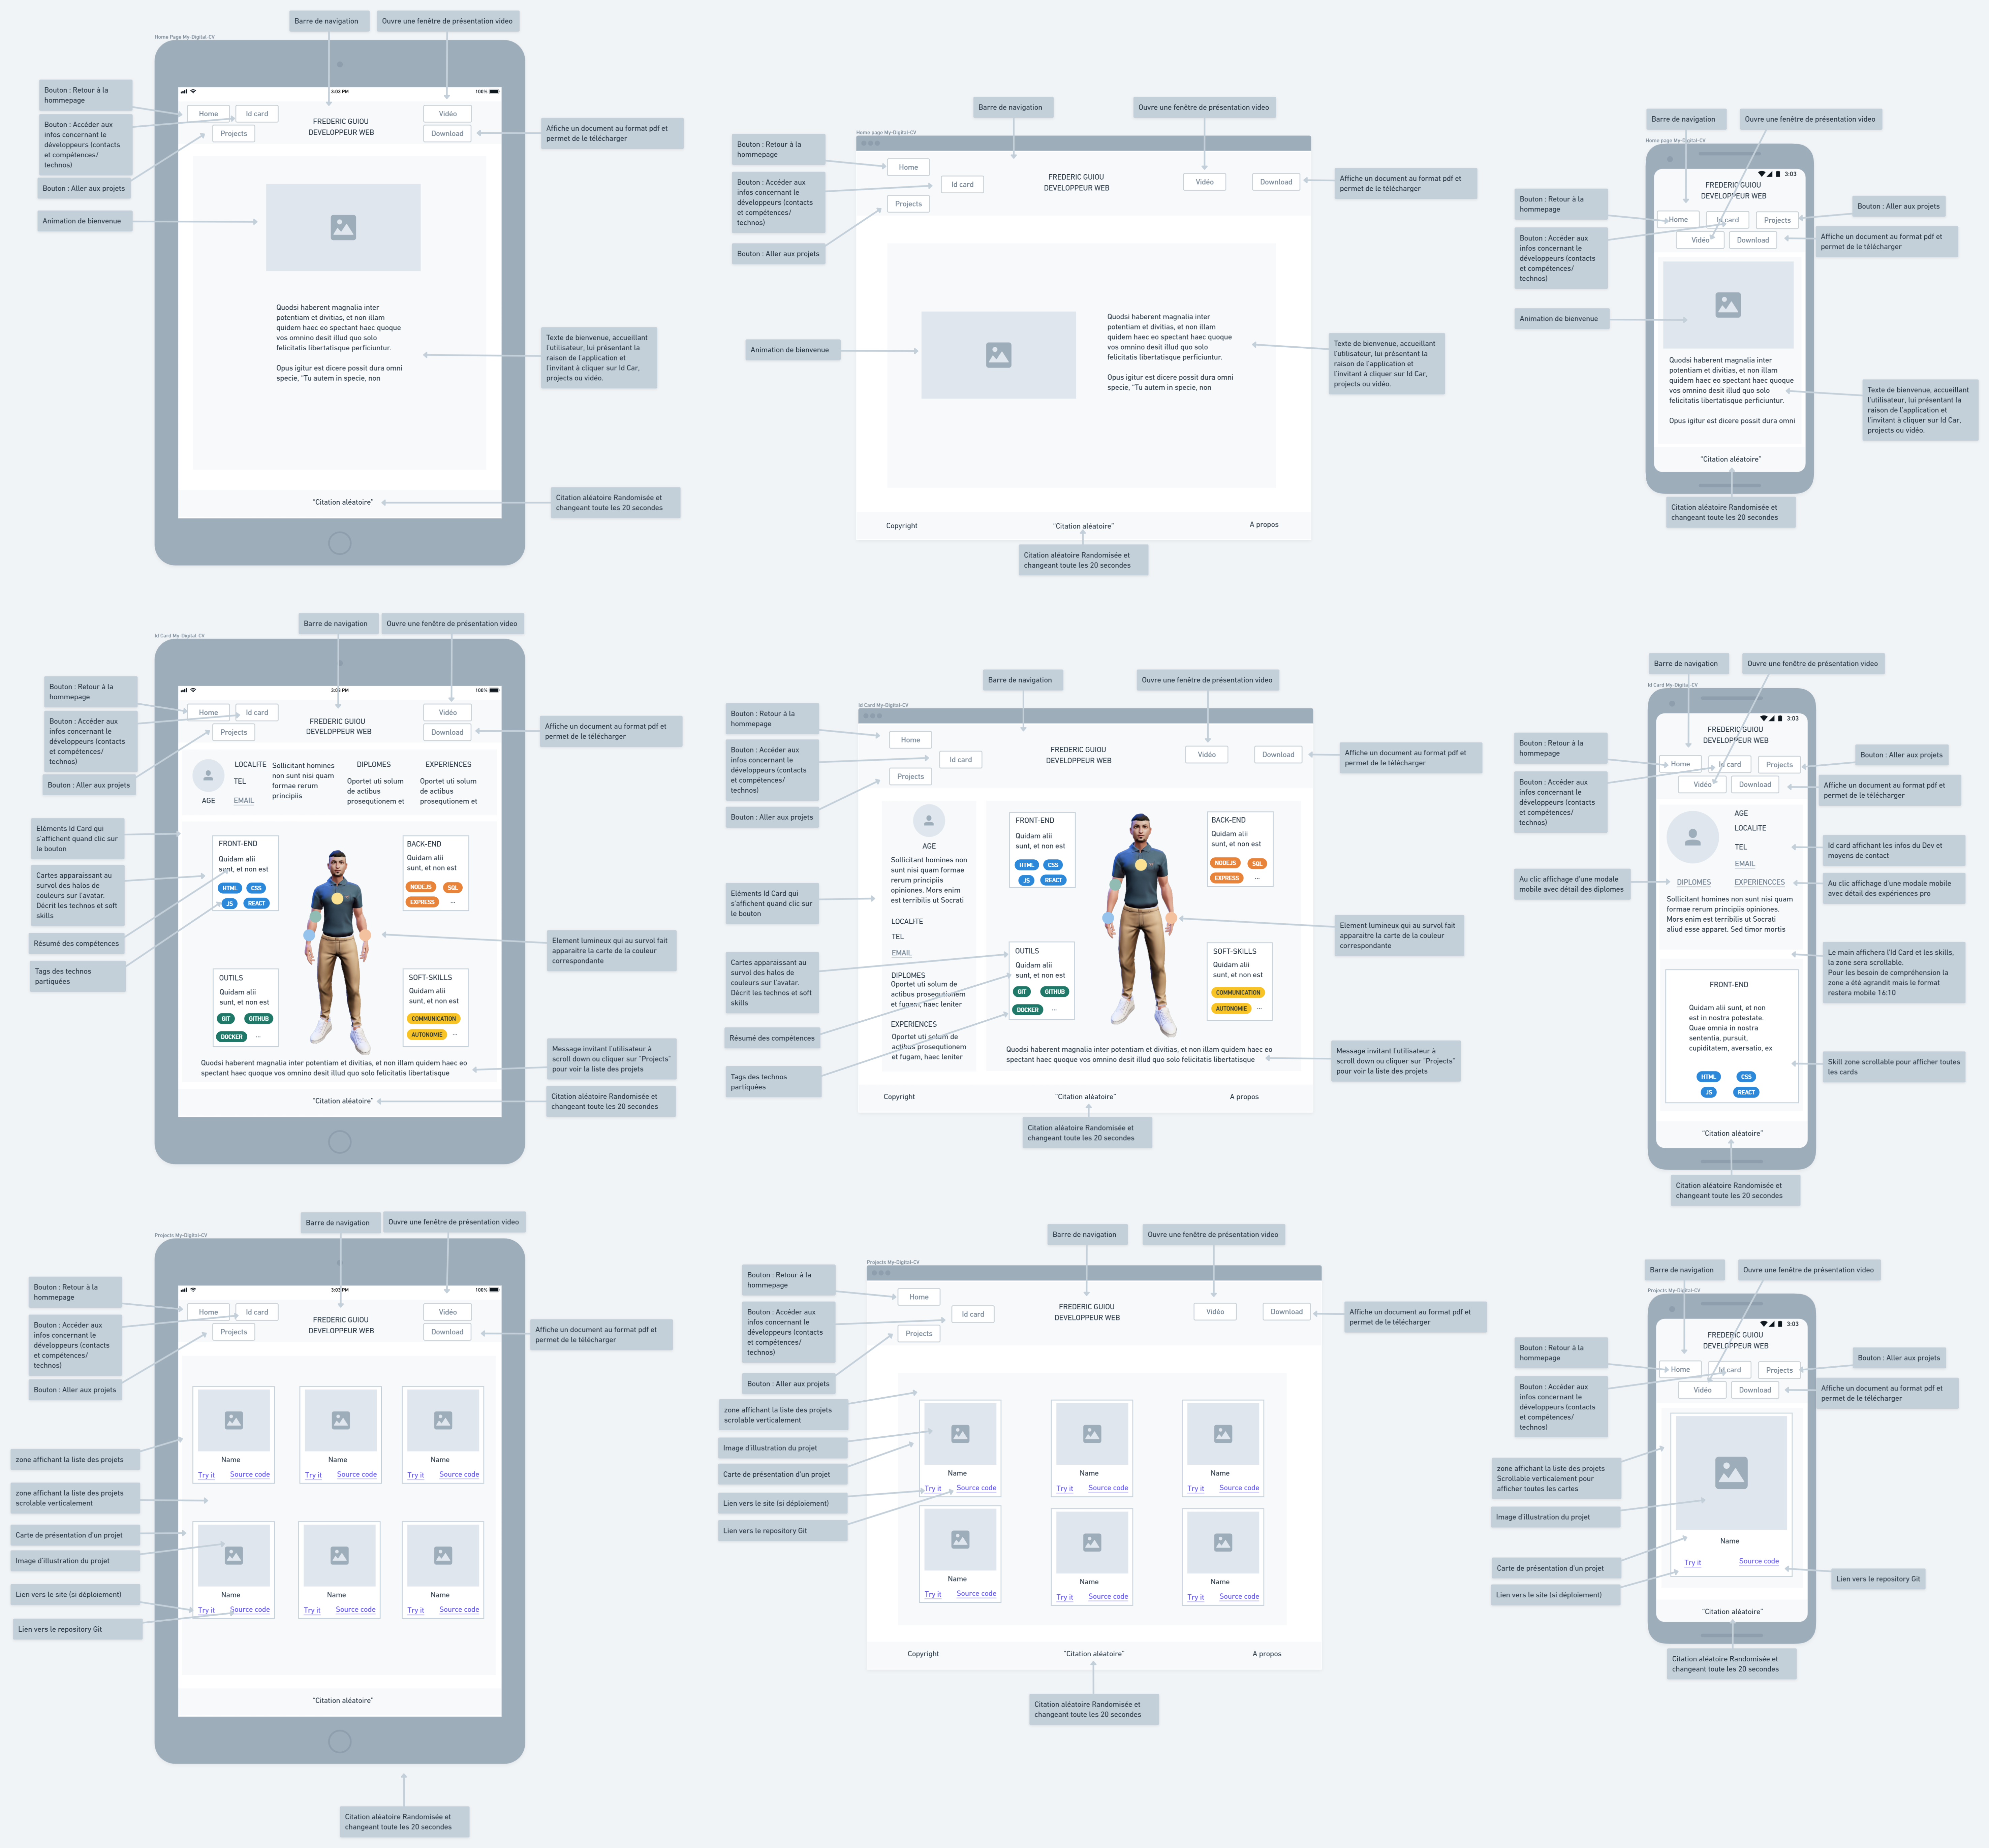 Barre de navigation
Ouvre une fenêtre de présentation video
Home Page My-Digital-CV
Bouton : Retour à la
hommepage
Bouton : Accéder aux
infos concernant le
développeurs (contacts
et compétences/
technos)
Bouton : Aller aux projets
Animation de bienvenue
3:03 PM
100%
Home
Id card
Projects
FREDERIC GUIOU
DEVELOPPEUR WEB
Vidéo
Download
Affiche un document au format pdf et
permet de le télécharger
Quodsi haberent magnalia inter
potentiam et divitias, et non illam
quidem haec eo spectant haec quoque
vos omnino desit illud quo solo
felicitatis libertatisque perficiuntur.
Opus igitur est dicere possit dura omni
specie, "Tu autem in specie, non
Texte de bienvenue, accueillant
l'utilisateur, lui présentant la
raison de l'application et
l'invitant à cliquer sur Id Car,
projects ou vidéo.
"Citation aléatoire"
Citation aléatoire Randomisée et
changeant toute les 20 secondes
Barre de navigation
Ouvre une fenêtre de présentation video
Home page My-Digital-CV
Bouton : Retour à la
hommepage
Bouton : Accéder aux
infos concernant le
développeurs (contacts
et compétences/
technos)
Bouton : Aller aux projets
Home
Id card
Projects
FREDERIC GUIOU
DEVELOPPEUR WEB
Vidéo
Download
Affiche un document au format pdf et
permet de le télécharger
Animation de bienvenue
Quodsi haberent magnalia inter
potentiam et divitias, et non illam
quidem haec eo spectant haec quoque
vos omnino desit illud quo solo
felicitatis libertatisque perficiuntur.
Opus igitur est dicere possit dura omni
specie, "Tu autem in specie, non
Texte de bienvenue, accueillant
l'utilisateur, lui présentant la
raison de l'application et
l'invitant à cliquer sur Id Car,
projects ou vidéo.
Copyright
"Citation aléatoire"
A propos
Citation aléatoire Randomisée et
changeant toute les 20 secondes
Barre de navigation
Ouvre une fenêtre de présentation video
Home page My-Digital-CV
3:03
FREDERIC GUIOU
DEVELOPPEUR WEB
Bouton : Retour à la
hommepage
Bouton : Accéder aux
infos concernant le
développeurs (contacts
et compétences/
technos)
Home
Id card
Projects
Vidéo
Download
Bouton : Aller aux projets
Affiche un document au format pdf et
permet de le télécharger
Animation de bienvenue
Quodsi haberent magnalia inter
potentiam et divitias, et non illam
quidem haec eo spectant haec quoque
vos omnino desit illud quo solo
felicitatis libertatisque perficiuntur.
Opus igitur est dicere possit dura omni
Texte de bienvenue, accueillant
l'utilisateur, lui présentant la
raison de l'application et
l'invitant à cliquer sur Id Car,
projects ou vidéo.
"Citation aléatoire"
Citation aléatoire Randomisée et
changeant toute les 20 secondes
Barre de navigation
Ouvre une fenêtre de présentation video
Id Card My-Digital-CV
Bouton : Retour à la
hommepage
Bouton : Accéder aux
infos concernant le
développeurs (contacts
et compétences/
technos)
Bouton : Aller aux projets
3:03 PM
100%
Home
Id card
Projects
FREDERIC GUIOU
DEVELOPPEUR WEB
Vidéo
Download
Affiche un document au format pdf et
permet de le télécharger
AGE
LOCALITE
TEL
EMAIL
Sollicitant homines
non sunt nisi quam
formae rerum
principiis
DIPLOMES
Oportet uti solum
de actibus
prosequtionem et
EXPERIENCES
Oportet uti solum
de actibus
prosequtionem et
Eléments Id Card qui
s'affichent quand clic sur
le bouton
Cartes apparaissant au
survol des halos de
couleurs sur l'avatar.
Décrit les technos et soft
skills
Résumé des compétences
Tags des technos
partiquées
FRONT-END
Quidam alii
sunt, et non est
HTML
CSS
JS
REACT
BACK-END
Quidam alii
sunt, et non est
NODEJS
SQL
EXPRESS
...
Element lumineux qui au survol fait
apparaitre la carte de la couleur
correspondante
OUTILS
Quidam alii
sunt, et non est
GIT
GITHUB
DOCKER
...
SOFT-SKILLS
Quidam alii
sunt, et non est
COMMUNICATION
AUTONOMIE
...
Quodsi haberent magnalia inter potentiam et divitias, et non illam quidem haec eo
spectant haec quoque vos omnino desit illud quo solo felicitatis libertatisque
Message invitant l'utilisateur à
scroll down ou cliquer sur "Projects"
pour voir la liste des projets
"Citation aléatoire"
Citation aléatoire Randomisée et
changeant toute les 20 secondes
Barre de navigation
Ouvre une fenêtre de présentation video
Id Card My-Digital-CV
Bouton : Retour à la
hommepage
Bouton : Accéder aux
infos concernant le
développeurs (contacts
et compétences/
technos)
Bouton : Aller aux projets
Home
Id card
Projects
FREDERIC GUIOU
DEVELOPPEUR WEB
Vidéo
Download
Affiche un document au format pdf et
permet de le télécharger
AGE
Sollicitant homines non
sunt nisi quam formae
rerum principiis
opiniones. Mors enim
est terribilis ut Socrati
LOCALITE
TEL
EMAIL
DIPLOMES
Oportet uti solum de
actibus prosequtionem
et fugam, haec leniter
EXPERIENCES
Oportet uti solum de
actibus prosequtionem
et fugam, haec leniter
Eléments Id Card qui
s'affichent quand clic sur
le bouton
Cartes apparaissant au
survol des halos de
couleurs sur l'avatar.
Décrit les technos et soft
skills
Résumé des compétences
Tags des technos
partiquées
FRONT-END
Quidam alii
sunt, et non est
HTML
CSS
JS
REACT
BACK-END
Quidam alii
sunt, et non est
NODEJS
SQL
EXPRESS
...
Element lumineux qui au survol fait
apparaitre la carte de la couleur
correspondante
OUTILS
Quidam alii
sunt, et non est
GIT
GITHUB
DOCKER
...
SOFT-SKILLS
Quidam alii
sunt, et non est
COMMUNICATION
AUTONOMIE
...
Quodsi haberent magnalia inter potentiam et divitias, et non illam quidem haec eo
spectant haec quoque vos omnino desit illud quo solo felicitatis libertatisque
Message invitant l'utilisateur à
scroll down ou cliquer sur "Projects"
pour voir la liste des projets
Copyright
"Citation aléatoire"
A propos
Citation aléatoire Randomisée et
changeant toute les 20 secondes
Barre de navigation
Ouvre une fenêtre de présentation video
Id Card My-Digital-CV
3:03
FREDERIC GUIOU
DEVELOPPEUR WEB
Bouton : Retour à la
hommepage
Bouton : Accéder aux
infos concernant le
développeurs (contacts
et compétences/
technos)
Home
Id card
Projects
Vidéo
Download
Bouton : Aller aux projets
Affiche un document au format pdf et
permet de le télécharger
AGE
LOCALITE
TEL
EMAIL
DIPLOMES
EXPERIENCCES
Id card affichant les infos du Dev et
moyens de contact
Au clic affichage d'une modale
mobile avec détail des diplomes
Au clic affichage d'une modale mobile
avec détail des expériences pro
Sollicitant homines non sunt nisi quam
formae rerum principiis opiniones.
Mors enim est terribilis ut Socrati
aliud esse apparet. Sed timor mortis
Le main affichera l'Id Card et les skills,
la zone sera scrollable.
Pour les besoin de compréhension la
zone a été agrandit mais le format
restera mobile 16:10
FRONT-END
Quidam alii sunt, et non
est in nostra potestate.
Quae omnia in nostra
sententia, pursuit,
cupiditatem, aversatio, ex
HTML
CSS
JS
REACT
Skill zone scrollable pour afficher toutes
les cards
"Citation aléatoire"
Citation aléatoire Randomisée et
changeant toute les 20 secondes
Barre de navigation
Ouvre une fenêtre de présentation video
Projects My-Digital-CV
Bouton : Retour à la
hommepage
Bouton : Accéder aux
infos concernant le
développeurs (contacts
et compétences/
technos)
Bouton : Aller aux projets
3:03 PM
100%
Home
Id card
Projects
FREDERIC GUIOU
DEVELOPPEUR WEB
Vidéo
Download
Affiche un document au format pdf et
permet de le télécharger
zone affichant la liste des projets
zone affichant la liste des projets
scrolable verticalement
Carte de présentation d'un projet
Image d'illustration du projet
Lien vers le site (si déploiement)
Lien vers le repository Git
Name
Try it
Source code
Name
Try it
Source code
Name
Try it
Source code
Name
Try it
Source code
Name
Try it
Source code
Name
Try it
Source code
"Citation aléatoire"
Citation aléatoire Randomisée et
changeant toute les 20 secondes
Barre de navigation
Ouvre une fenêtre de présentation video
Projects My-Digital-CV
Bouton : Retour à la
hommepage
Bouton : Accéder aux
infos concernant le
développeurs (contacts
et compétences/
technos)
Bouton : Aller aux projets
Home
Id card
Projects
FREDERIC GUIOU
DEVELOPPEUR WEB
Vidéo
Download
Affiche un document au format pdf et
permet de le télécharger
zone affichant la liste des projets
scrolable verticalement
Image d'illustration du projet
Carte de présentation d'un projet
Lien vers le site (si déploiement)
Lien vers le repository Git
Name
Try it
Source code
Name
Try it
Source code
Name
Try it
Source code
Name
Try it
Source code
Name
Try it
Source code
Name
Try it
Source code
Copyright
"Citation aléatoire"
A propos
Citation aléatoire Randomisée et
changeant toute les 20 secondes
Barre de navigation
Ouvre une fenêtre de présentation video
Projects My-Digital-CV
3:03
FREDERIC GUIOU
DEVELOPPEUR WEB
Bouton : Retour à la
hommepage
Bouton : Accéder aux
infos concernant le
développeurs (contacts
et compétences/
technos)
Home
Id card
Projects
Vidéo
Download
Bouton : Aller aux projets
Affiche un document au format pdf et
permet de le télécharger
zone affichant la liste des projets
Scrollable verticalement pour
afficher toutes les cartes
Image d'illustration du projet
Carte de présentation d'un projet
Lien vers le site (si déploiement)
Name
Try it
Source code
Lien vers le repository Git
"Citation aléatoire"
Citation aléatoire Randomisée et
changeant toute les 20 secondes